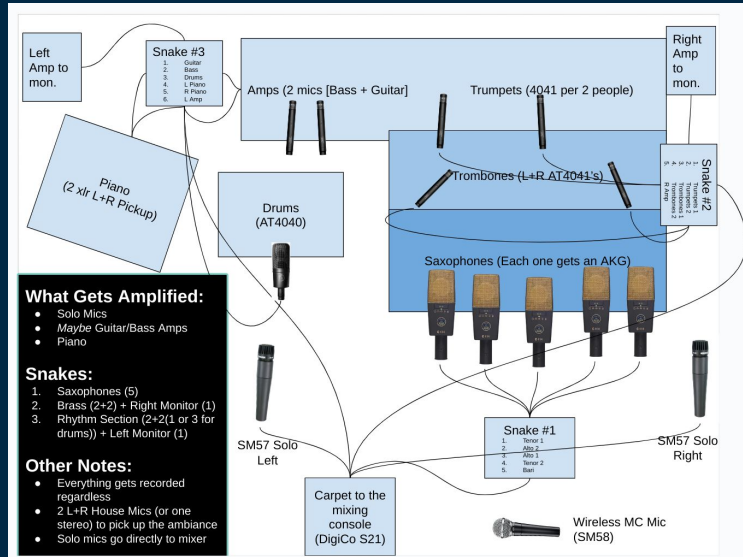 Left
Amp to
mon.
Snake #3
1. Guitar
2. Bass
3. Drums
4. L Piano
5. R Piano
6. L Amp
Amps (2 mics [Bass + Guitar]
Trumpets (4041 per 2 people)
Right
Amp
to
mon.
Piano
(2 xlr L+R Pickup)
Drums
(AT4040)
Trombones (L+R AT4041's)
Snake #2
1. Trumpets 1
2. Trumpets 2
3. Trombones 1
4. Trombones 2
5. R Amp
Saxophones (Each one gets an AKG)
What Gets Amplified:
● Solo Mics
● Maybe Guitar/Bass Amps
● Piano
Snakes:
1. Saxophones (5)
2. Brass (2+2) + Right Monitor (1)
3. Rhythm Section (2+2(1 or 3 for
drums)) + Left Monitor (1)
Other Notes:
● Everything gets recorded
regardless
● 2 L+R House Mics (or one
stereo) to pick up the ambiance
● Solo mics go directly to mixer
SM57 Solo
Left
Snake #1
1. Tenor 1
2. Alto 2
3. Alto 1
4. Tenor 2
5. Bari
SM57 Solo
Right
Carpet to the
mixing
console
(DigiCo S21)
Wireless MC Mic
(SM58)